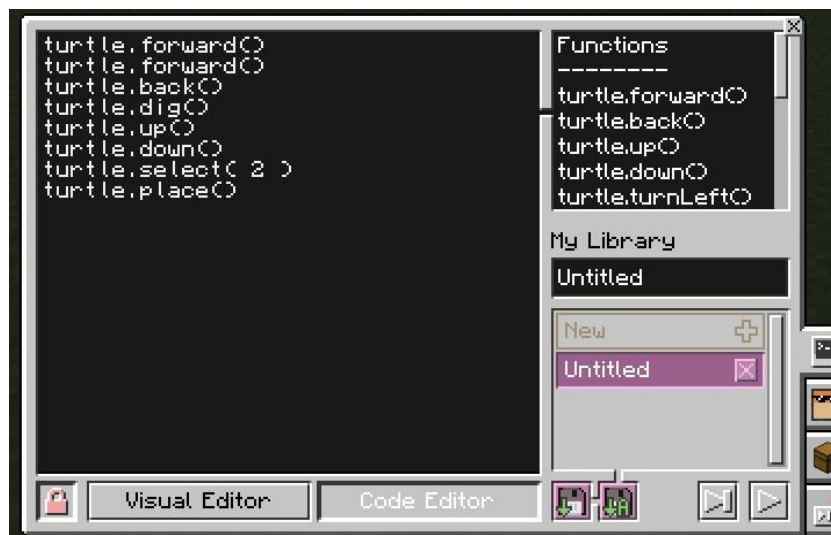 turtle.forward()
turtle.forward()
turtle.back()
turtle.dig()
turtle.up()
turtle.down()
turtle.select( 2 )
turtle.place()
Functions
--------
turtle.forward()
turtle.back()
turtle.up()
turtle.down()
turtle.turnLeft()
My Library
Untitled
New
Untitled
Visual Editor
Code Editor